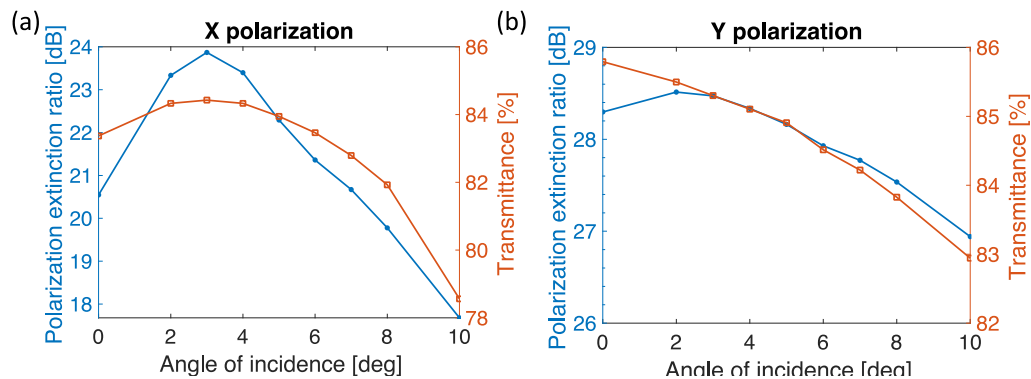 (a)
X polarization
Polarization extinction ratio [dB]
24
23
22
21
20
19
18
86
84
82
80
78
Transmittance [%]
0 2 4 6 8 10
Angle of incidence [deg]
(b)
Y polarization
Polarization extinction ratio [dB]
29
28
27
26
86
85
84
83
82
Transmittance [%]
0 2 4 6 8 10
Angle of incidence [deg]